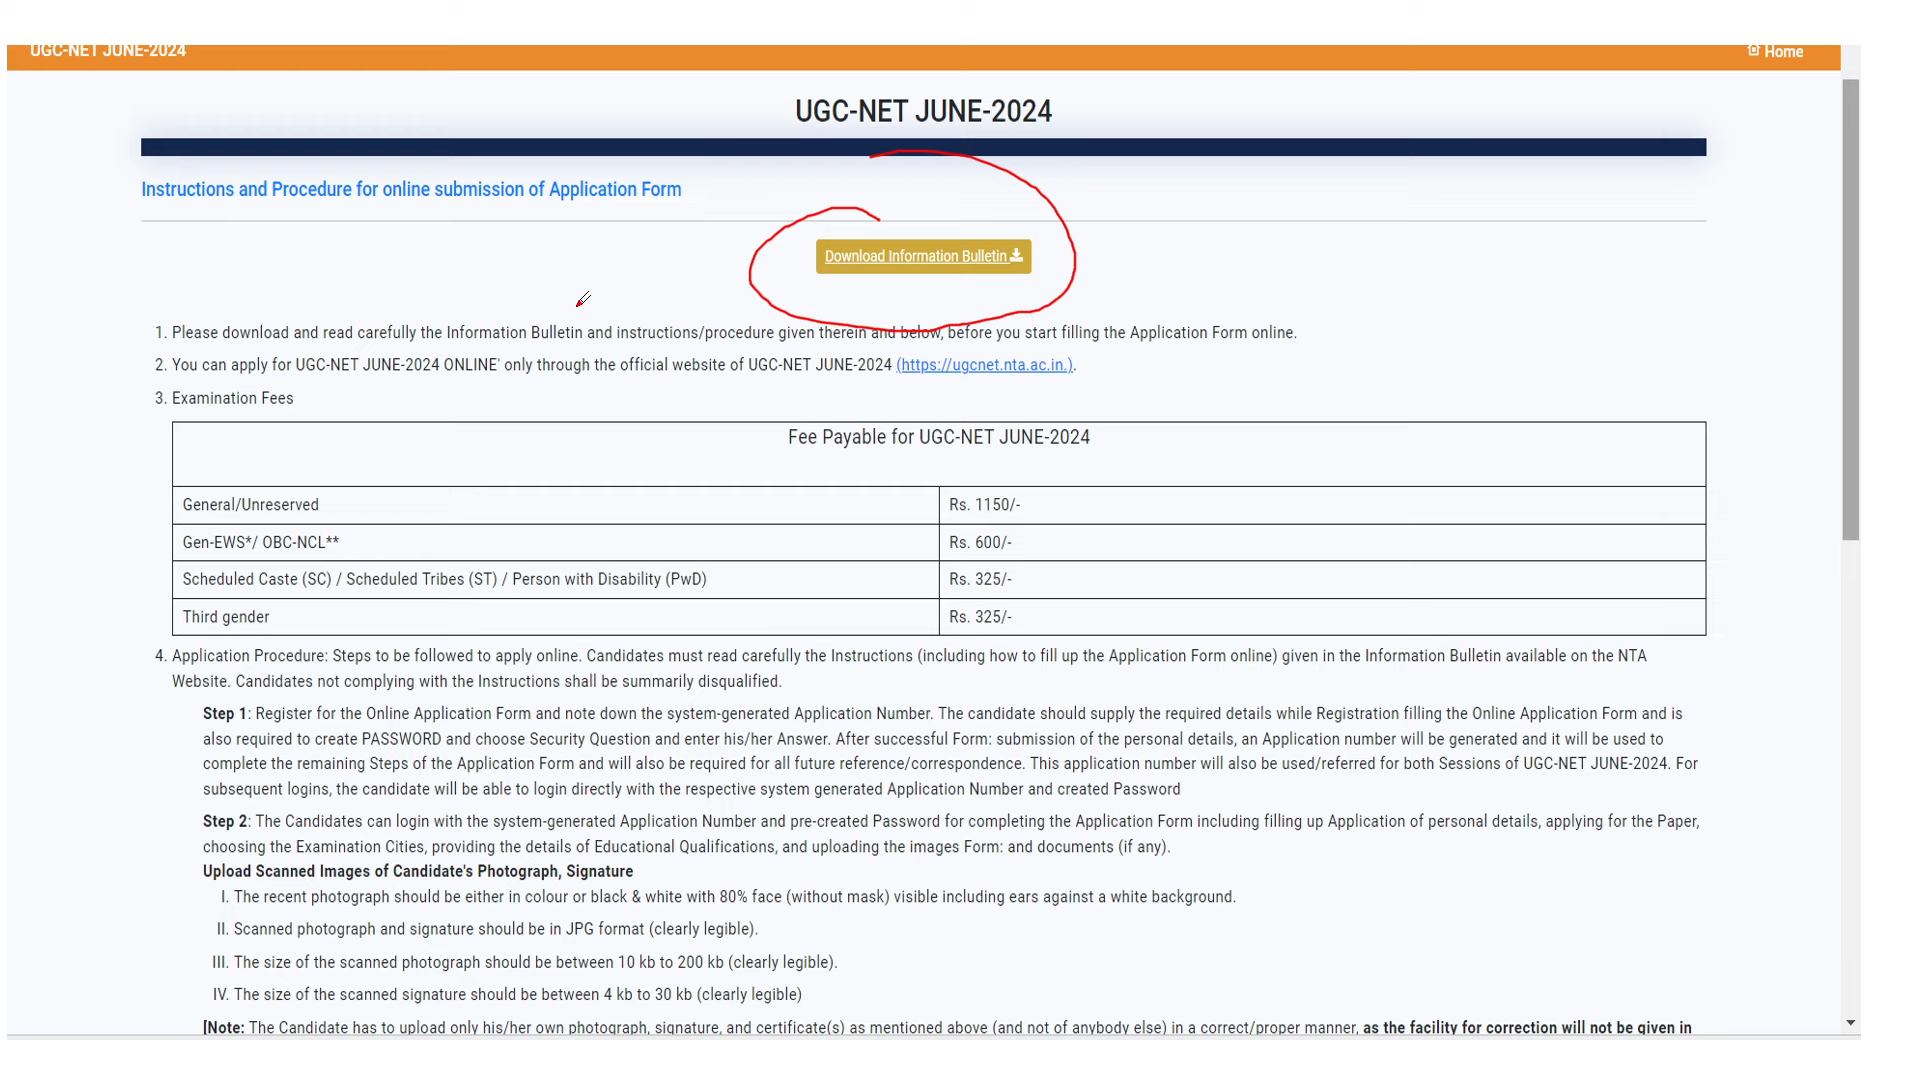 UGC-NET JUNE-2024
Home
UGC-NET JUNE-2024
Instructions and Procedure for online submission of Application Form
Download Information Bulletin
1. Please download and read carefully the Information Bulletin and instructions/procedure given therein and below, before you start filling the Application Form online.
2. You can apply for UGC-NET JUNE-2024 ONLINE' only through the official website of UGC-NET JUNE-2024 (https://ugcnet.nta.ac.in.).
3. Examination Fees
Fee Payable for UGC-NET JUNE-2024
General/Unreserved Rs. 1150/-
Gen-EWS*/ OBC-NCL** Rs. 600/-
Scheduled Caste (SC) / Scheduled Tribes (ST) / Person with Disability (PwD) Rs. 325/-
Third gender Rs. 325/-
4. Application Procedure: Steps to be followed to apply online. Candidates must read carefully the Instructions (including how to fill up the Application Form online) given in the Information Bulletin available on the NTA
Website. Candidates not complying with the Instructions shall be summarily disqualified.
Step 1: Register for the Online Application Form and note down the system-generated Application Number. The candidate should supply the required details while Registration filling the Online Application Form and is
also required to create PASSWORD and choose Security Question and enter his/her Answer. After successful Form: submission of the personal details, an Application number will be generated and it will be used to
complete the remaining Steps of the Application Form and will also be required for all future reference/correspondence. This application number will also be used/referred for both Sessions of UGC-NET JUNE-2024. For
subsequent logins, the candidate will be able to login directly with the respective system generated Application Number and created Password
Step 2: The Candidates can login with the system-generated Application Number and pre-created Password for completing the Application Form including filling up Application of personal details, applying for the Paper,
choosing the Examination Cities, providing the details of Educational Qualifications, and uploading the images Form: and documents (if any).
Upload Scanned Images of Candidate's Photograph, Signature
I. The recent photograph should be either in colour or black & white with 80% face (without mask) visible including ears against a white background.
II. Scanned photograph and signature should be in JPG format (clearly legible).
III. The size of the scanned photograph should be between 10 kb to 200 kb (clearly legible).
IV. The size of the scanned signature should be between 4 kb to 30 kb (clearly legible)
[Note: The Candidate has to upload only his/her own photograph, signature, and certificate(s) as mentioned above (and not of anybody else) in a correct/proper manner, as the facility for correction will not be given in